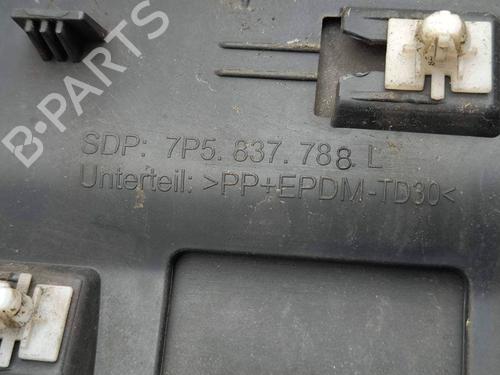 B-PARTS
SDP: 7P5. 837. 788 L
Unterteil: >PP+EPDM-TD30<